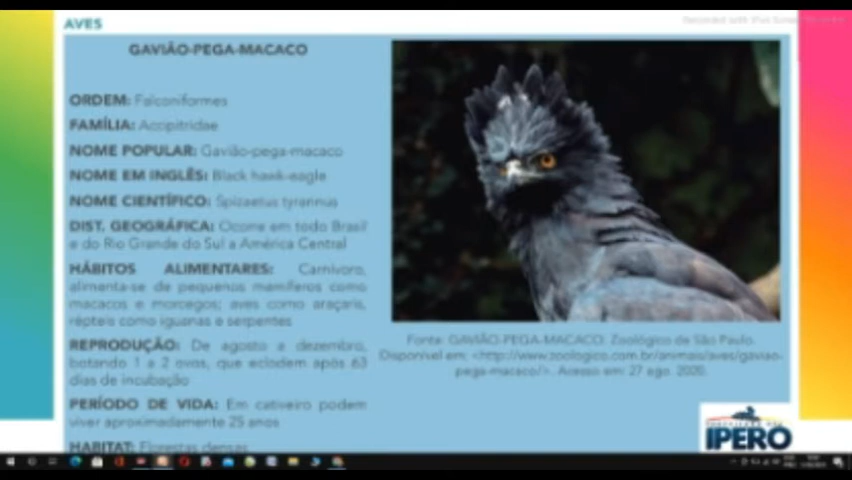 AVES
GAVIÃO-PEGA-MACACO
ORDEM: Falconiformes
FAMÍLIA: Accipitridae
NOME POPULAR: Gavião-pega-macaco
NOME EM INGLÊS: Black hawk-eagle
NOME CIENTÍFICO: Spizaetus tyrannus
DIST. GEOGRÁFICA: Ocorre em todo Brasil
e do Rio Grande do Sul a América Central
HÁBITOS ALIMENTARES: Carnívoro,
alimenta-se de pequenos mamíferos como
macacos e morcegos; aves como araçaris,
répteis como iguanas e serpentes
REPRODUÇÃO: De agosto a dezembro,
botando 1 a 2 ovos, que eclodem após 63
dias de incubação
PERÍODO DE VIDA: Em cativeiro podem
viver aproximadamente 25 anos
HABITAT: Florestas densas
Fonte: GAVIÃO-PEGA-MACACO. Zoológico de São Paulo.
Disponível em: <http://www.zoologico.com.br/animais/aves/gaviao-
pega-macaco/>. Acesso em: 27 ago. 2020.
IPERÓ